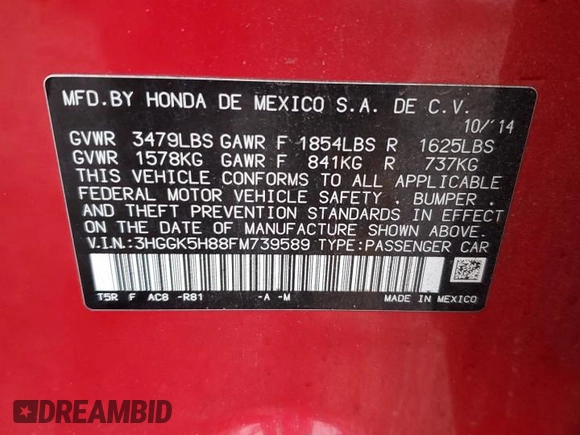 MFD.BY HONDA DE MEXICO S.A. DE C.V.
10/'14
GVWR 3479LBS GAWR F 1854LBS R 1625LBS
GVWR 1578KG GAWR F 841KG R 737KG
THIS VEHICLE CONFORMS TO ALL APPLICABLE
FEDERAL MOTOR VEHICLE SAFETY . BUMPER .
AND THEFT PREVENTION STANDARDS IN EFFECT
ON THE DATE OF MANUFACTURE SHOWN ABOVE.
V.I.N.:3HGGK5H88FM739589 TYPE:PASSENGER CAR
T5R F AC8 -R81 -A -M MADE IN MEXICO
DREAMBID